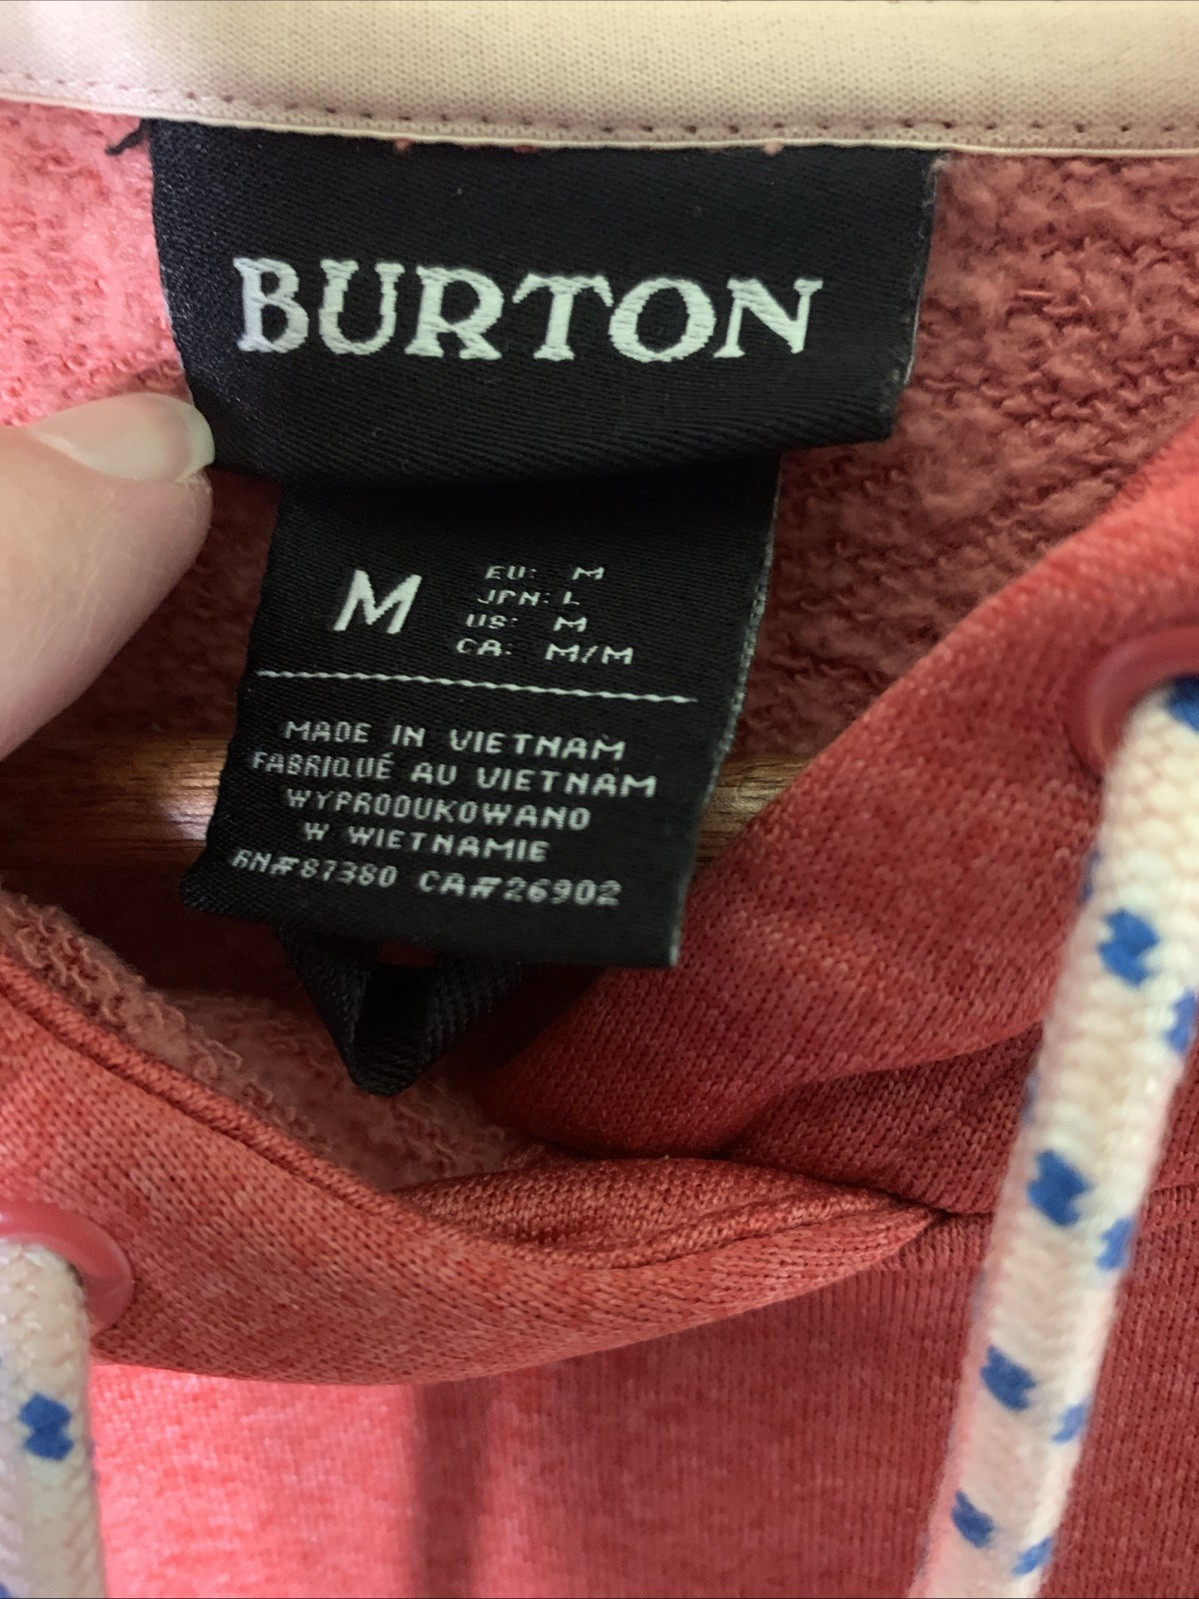 BURTON
M
EU: M
JPN: L
US: M
CA: M/M
MADE IN VIETNAM
FABRIQUÉ AU VIETNAM
WYPRODUKOWANO
W WIETNAMIE
RN#87380 CA#26902